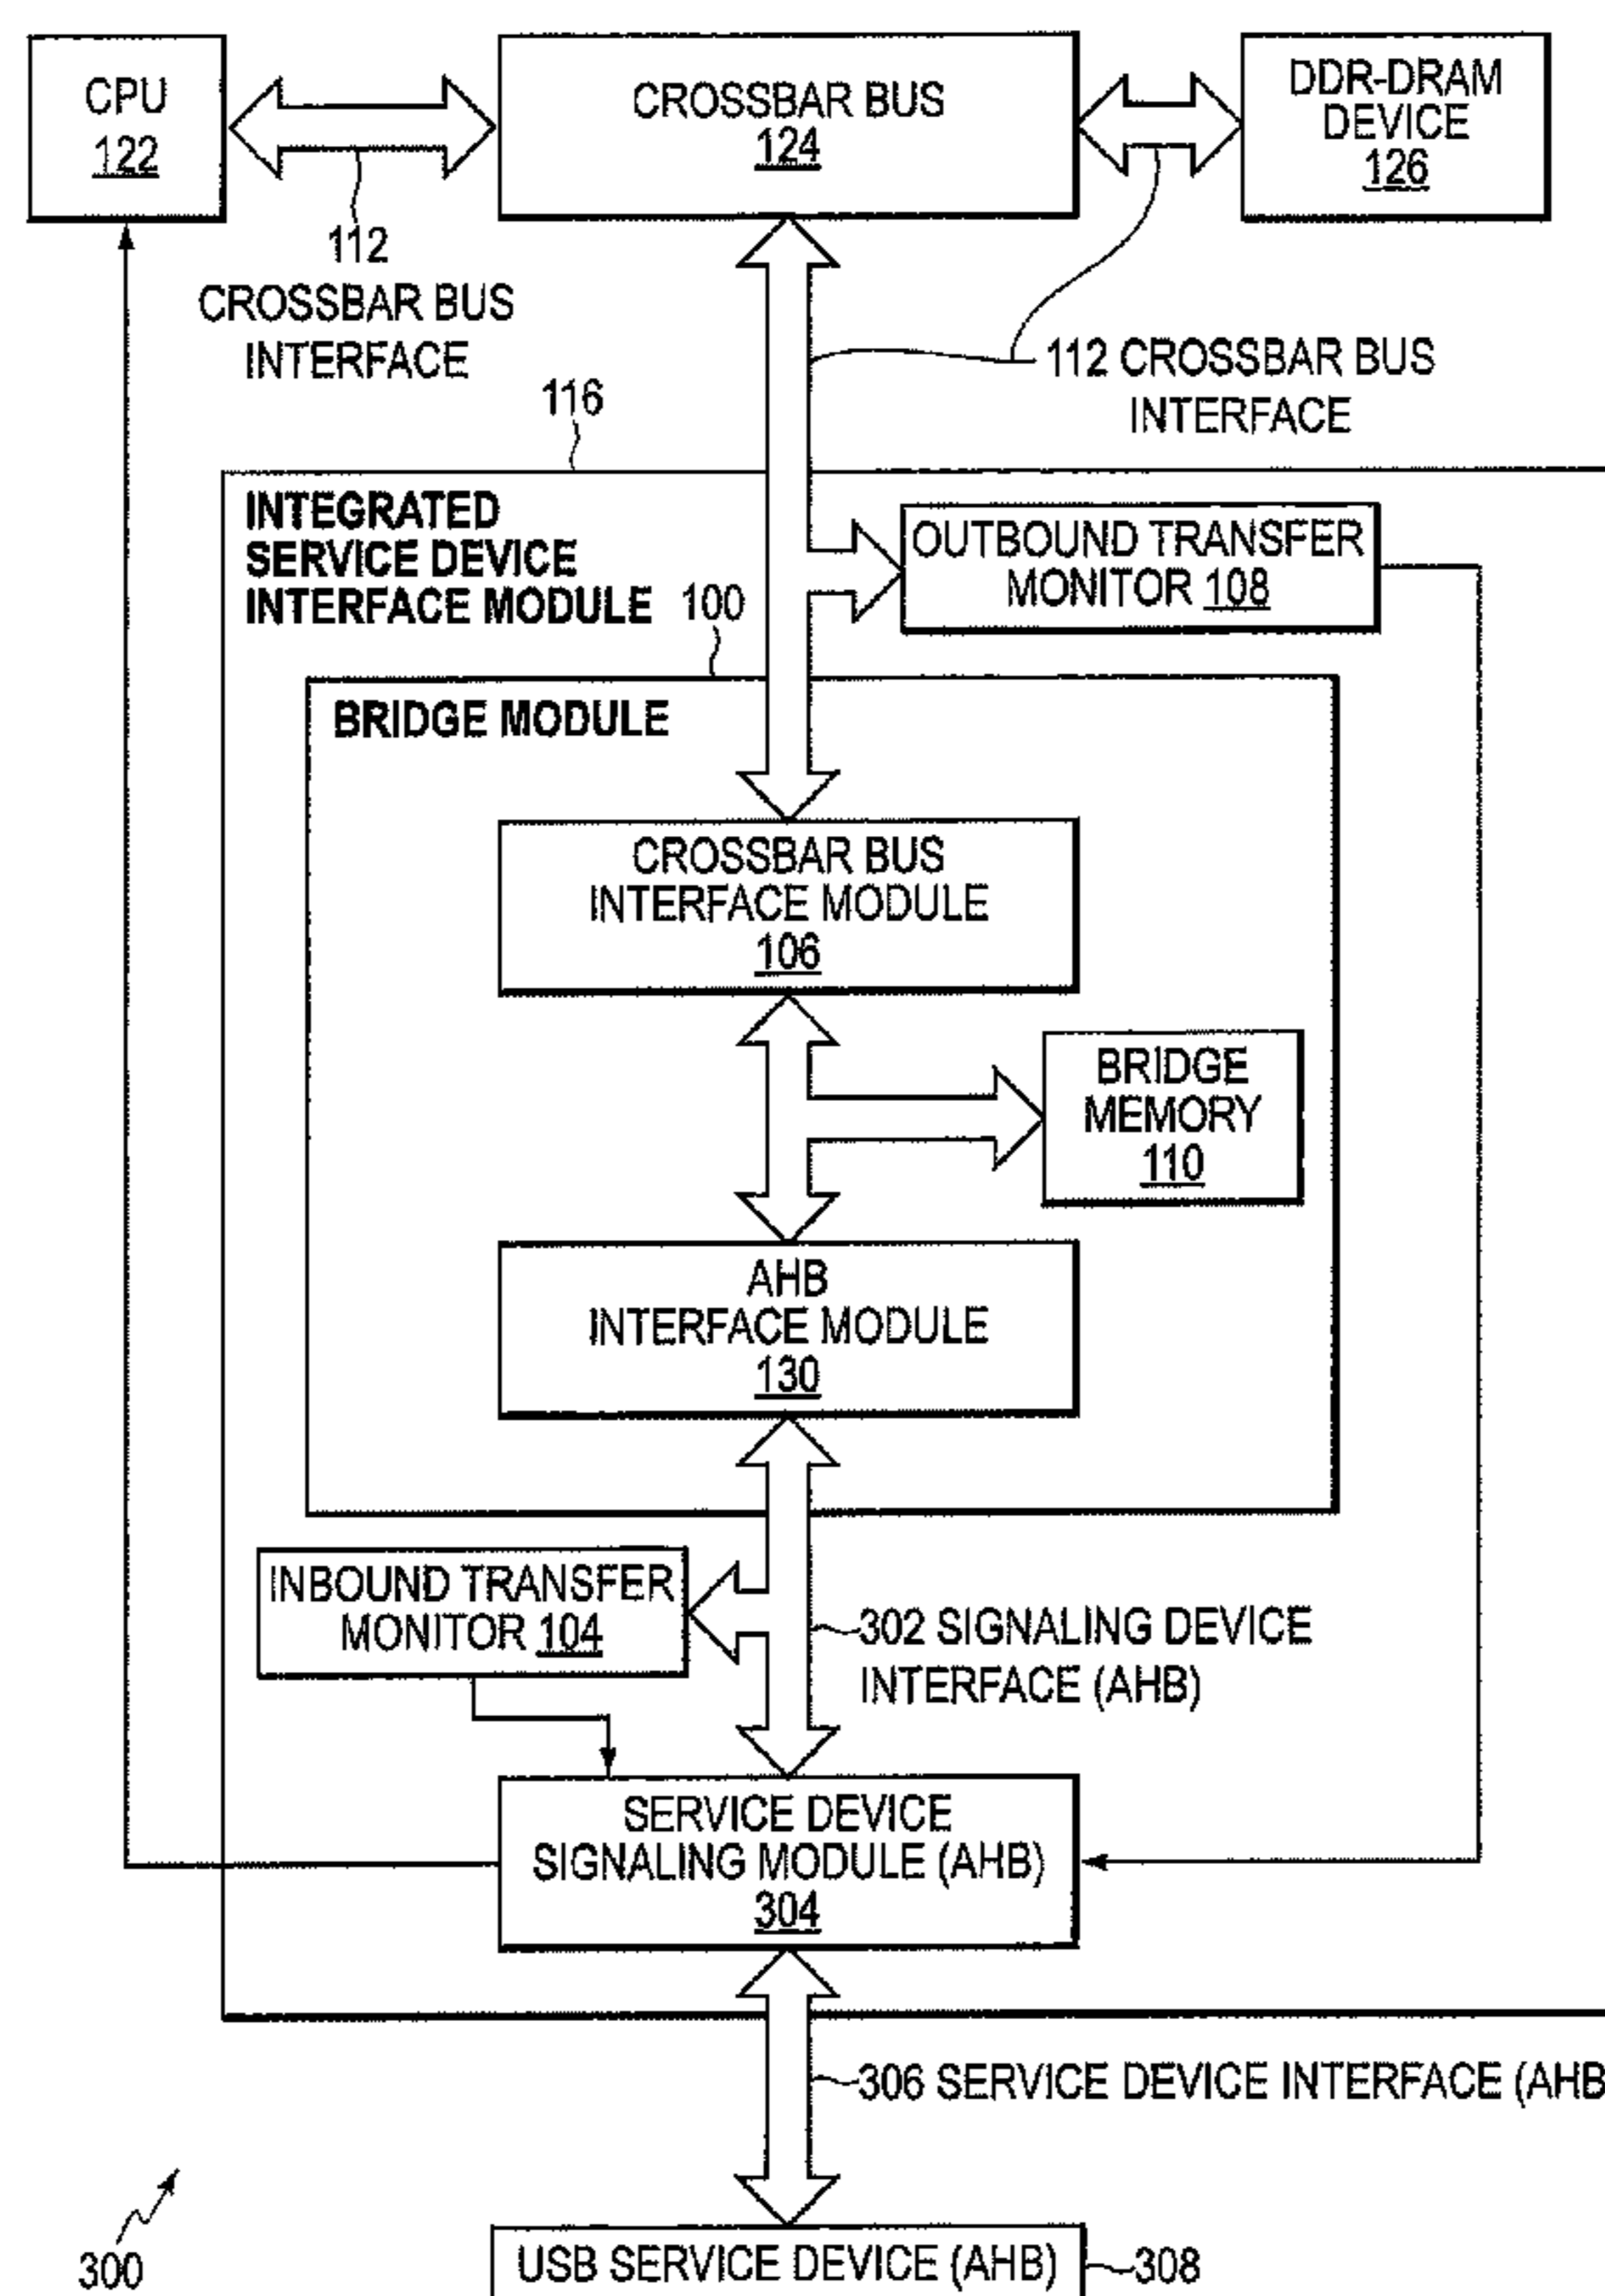 CPU
122
CROSSBAR BUS
124
DDR-DRAM
DEVICE
126
112
CROSSBAR BUS
INTERFACE
112 CROSSBAR BUS
INTERFACE
116
INTEGRATED
SERVICE DEVICE
INTERFACE MODULE
100
OUTBOUND TRANSFER
MONITOR 108
BRIDGE MODULE
CROSSBAR BUS
INTERFACE MODULE
106
BRIDGE
MEMORY
110
AHB
INTERFACE MODULE
130
INBOUND TRANSFER
MONITOR 104
302 SIGNALING DEVICE
INTERFACE (AHB)
SERVICE DEVICE
SIGNALING MODULE (AHB)
304
306 SERVICE DEVICE INTERFACE (AHB
300
USB SERVICE DEVICE (AHB)
308